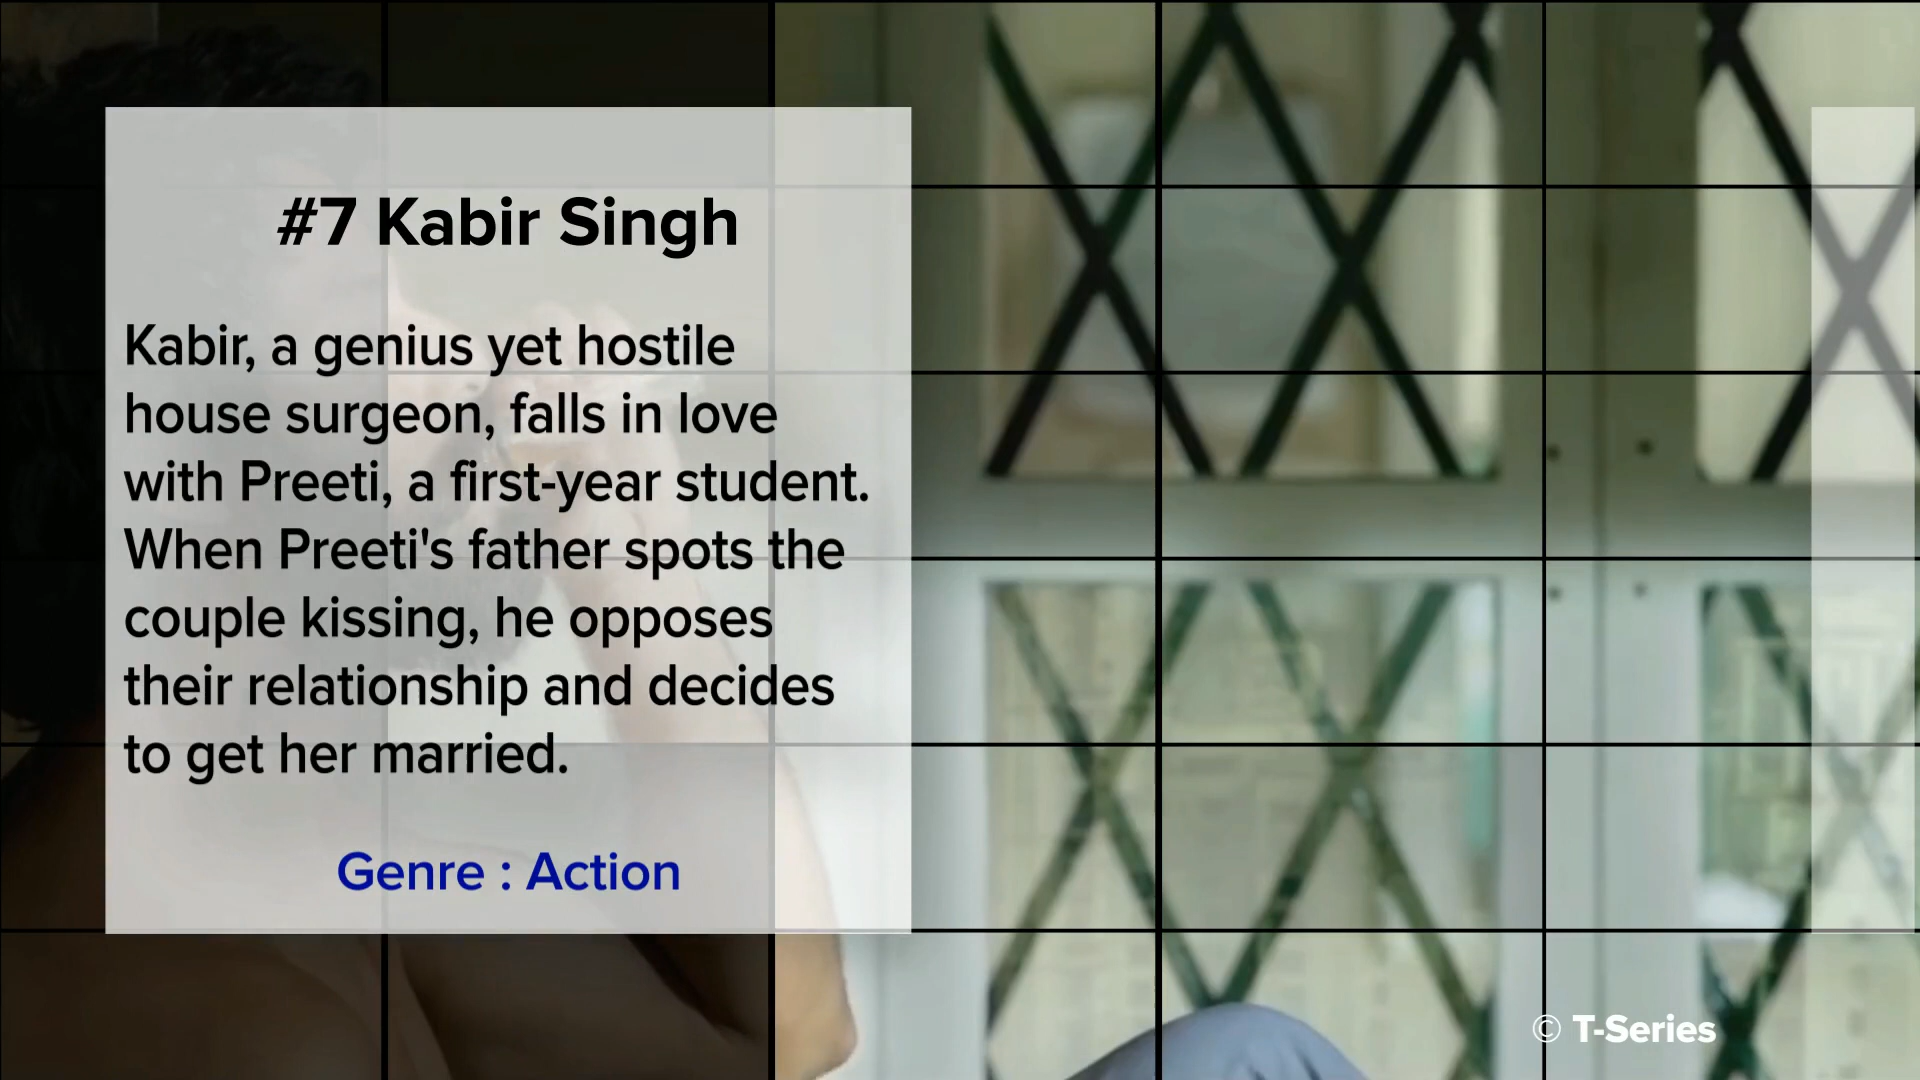 #7 Kabir Singh
Kabir, a genius yet hostile
house surgeon, falls in love
with Preeti, a first-year student.
When Preeti's father spots the
couple kissing, he opposes
their relationship and decides
to get her married.
Genre : Action
© T-Series